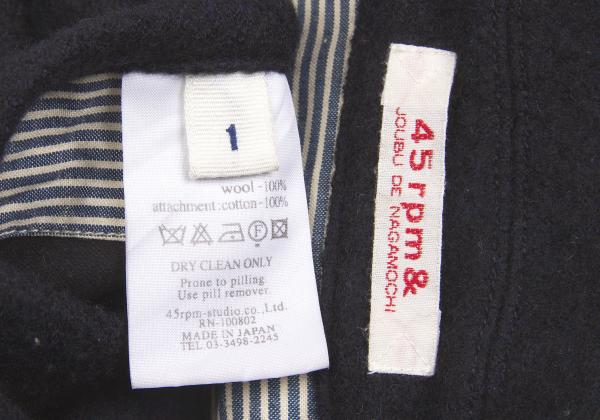 1
wool -100%
attachment:cotton-100%
F
DRY CLEAN ONLY
Prone to pilling
Use pill remover.
45rpm-studio.co.,Ltd.
RN-100802
MADE IN JAPAN
TEL.03-3498-2245
45rpm&
JOUBU DE NAGAMOCHI